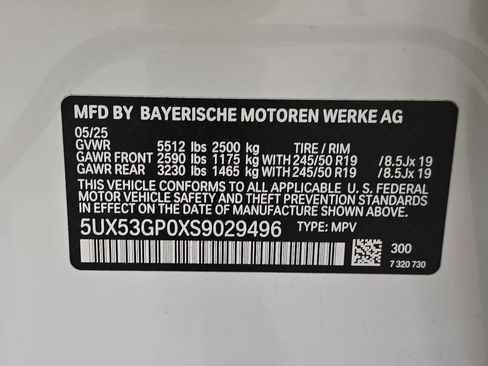 MFD BY BAYERISCHE MOTOREN WERKE AG
05/25
GVWR 5512 lbs 2500 kg TIRE / RIM
GAWR FRONT 2590 lbs 1175 kg WITH 245/50 R19 /8.5Jx 19
GAWR REAR 3230 lbs 1465 kg WITH 245/50 R19 /8.5Jx 19
THIS VEHICLE CONFORMS TO ALL APPLICABLE U. S. FEDERAL
MOTOR VEHICLE SAFETY AND THEFT PREVENTION STANDARDS
IN EFFECT ON THE DATE OF MANUFACTURE SHOWN ABOVE.
5UX53GP0XS9029496 TYPE: MPV
300
7 320 730